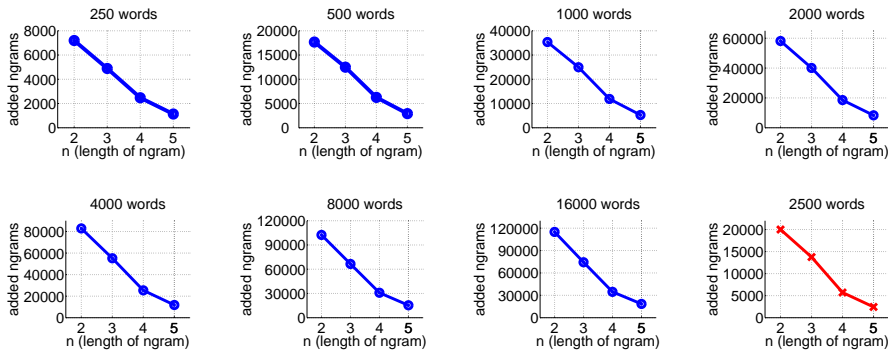 250 words
added ngrams
8000
6000
4000
2000
0
2 3 4 5
n (length of ngram)
500 words
added ngrams
20000
15000
10000
5000
0
2 3 4 5
n (length of ngram)
1000 words
added ngrams
40000
30000
20000
10000
0
2 3 4 5
n (length of ngram)
2000 words
added ngrams
60000
40000
20000
0
2 3 4 5
n (length of ngram)
4000 words
added ngrams
80000
60000
40000
20000
0
2 3 4 5
n (length of ngram)
8000 words
added ngrams
120000
90000
60000
30000
0
2 3 4 5
n (length of ngram)
16000 words
added ngrams
120000
90000
60000
30000
0
2 3 4 5
n (length of ngram)
2500 words
added ngrams
20000
15000
10000
5000
0
2 3 4 5
n (length of ngram)